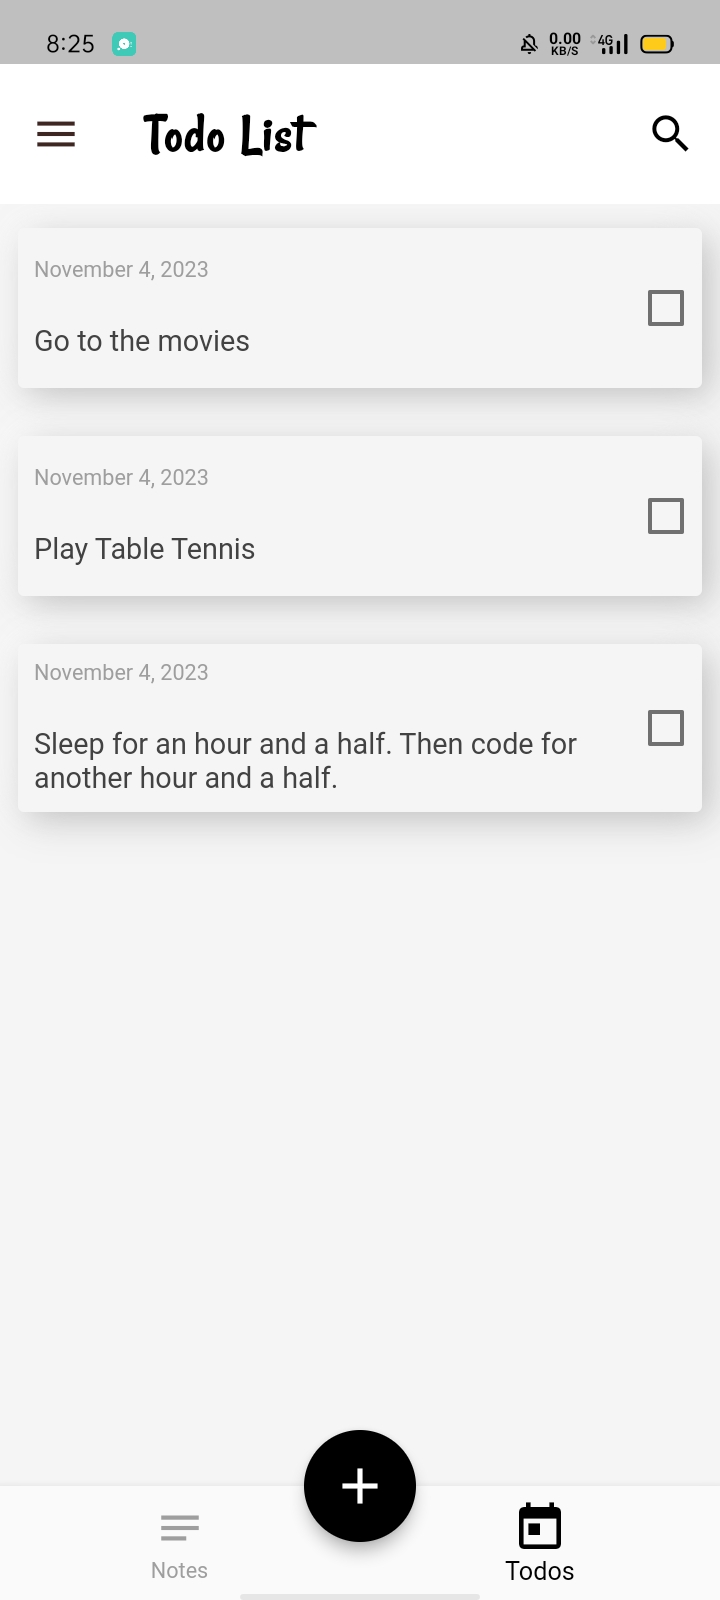 8:25
0.00
KB/S
4G
Todo List
November 4, 2023
Go to the movies
November 4, 2023
Play Table Tennis
November 4, 2023
Sleep for an hour and a half. Then code for
another hour and a half.
Notes
Todos